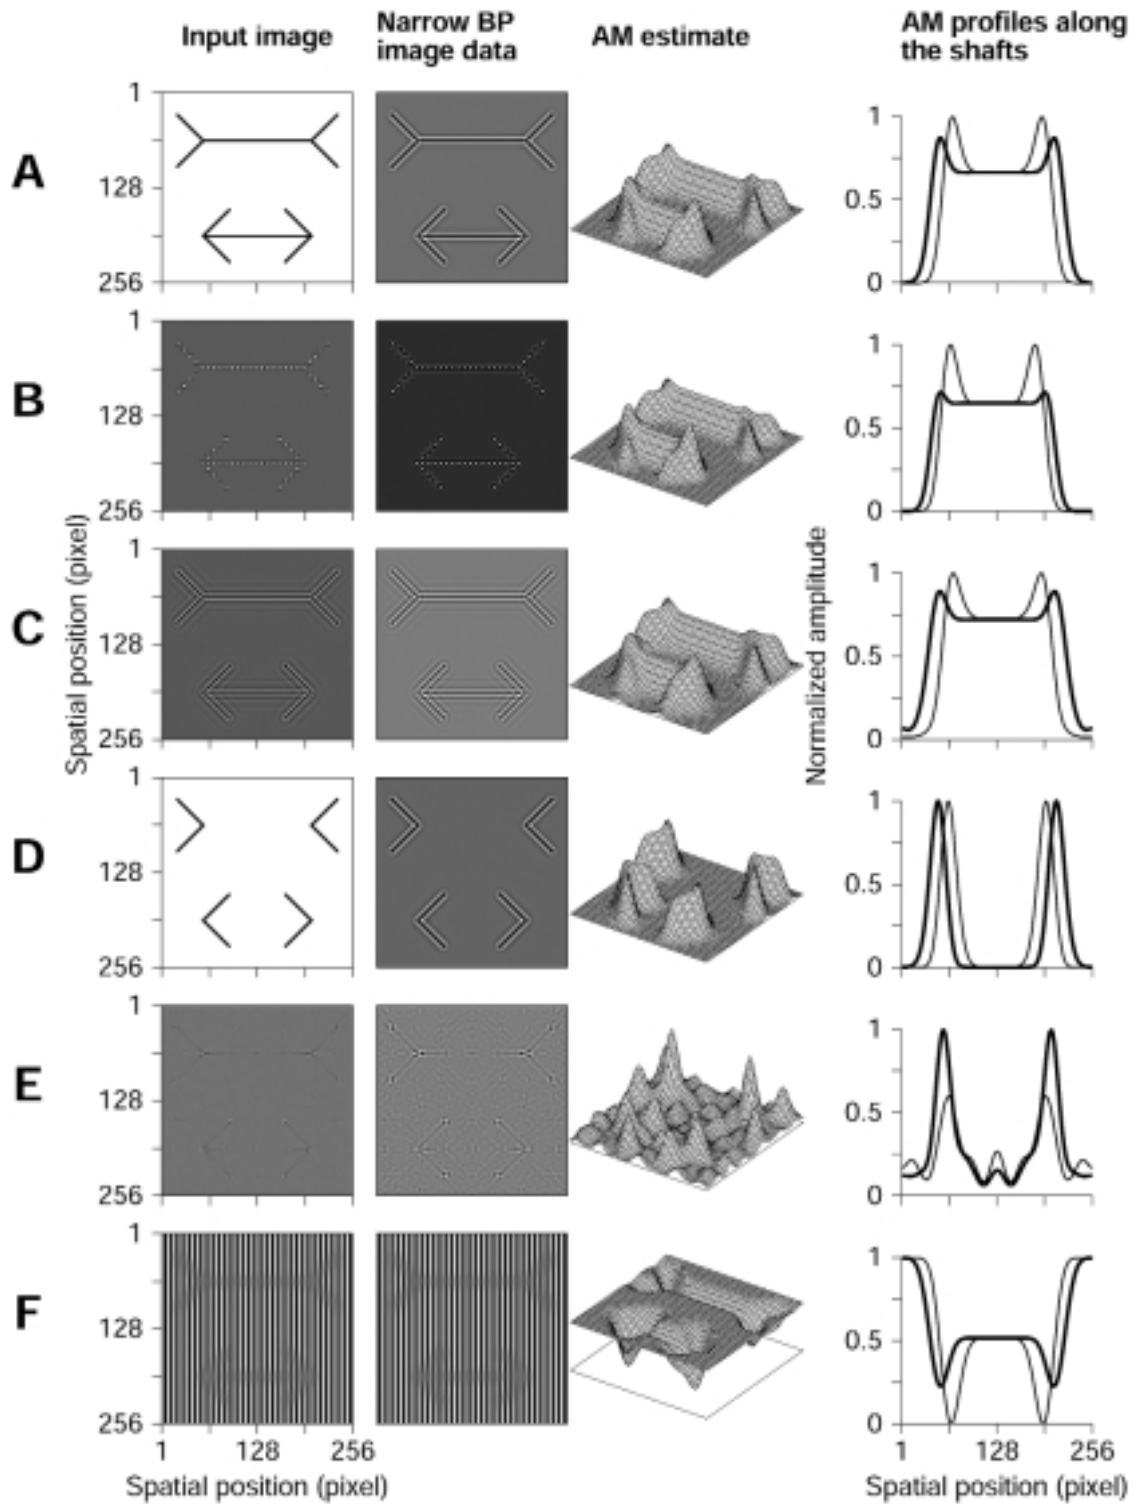 Input image
Narrow BP
image data
AM estimate
AM profiles along
the shafts
A
1
128
256
1
0.5
0
B
1
128
256
1
0.5
0
C
1
128
256
1
0.5
0
Spatial position (pixel)
Normalized amplitude
D
1
128
256
1
0.5
0
E
1
128
256
1
0.5
0
F
1
128
256
1
0.5
0
1 128 256
1 128 256
Spatial position (pixel)
Spatial position (pixel)